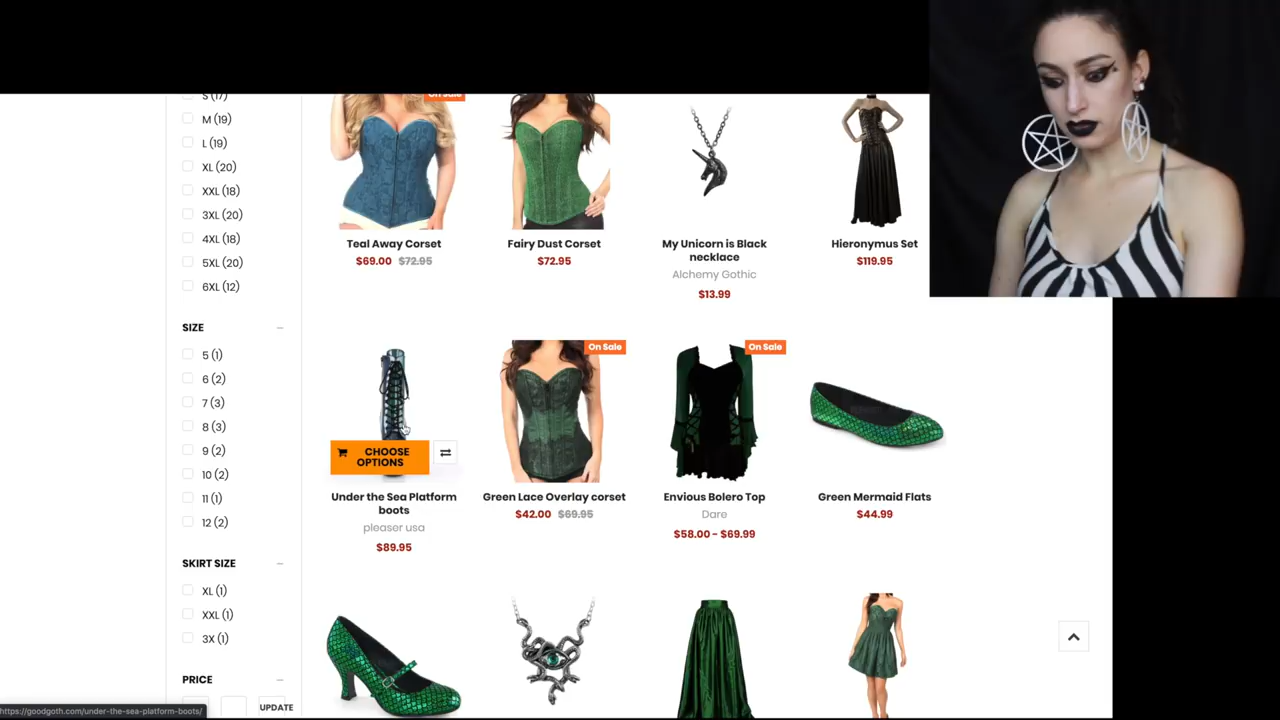 S (17)
M (19)
L (19)
XL (20)
XXL (18)
3XL (20)
4XL (18)
5XL (20)
6XL (12)
SIZE
5 (1)
6 (2)
7 (3)
8 (3)
9 (2)
10 (2)
11 (1)
12 (2)
SKIRT SIZE
XL (1)
XXL (1)
3X (1)
PRICE
UPDATE
https://goodgoth.com/under-the-sea-platform-boots/
On Sale
Teal Away Corset
$69.00 $72.95
Fairy Dust Corset
$72.95
My Unicorn is Black
necklace
Alchemy Gothic
$13.99
Hieronymus Set
$119.95
CHOOSE
OPTIONS
Under the Sea Platform
boots
pleaser usa
$89.95
On Sale
Green Lace Overlay corset
$42.00 $69.95
On Sale
Envious Bolero Top
Dare
$58.00 - $69.99
Green Mermaid Flats
$44.99